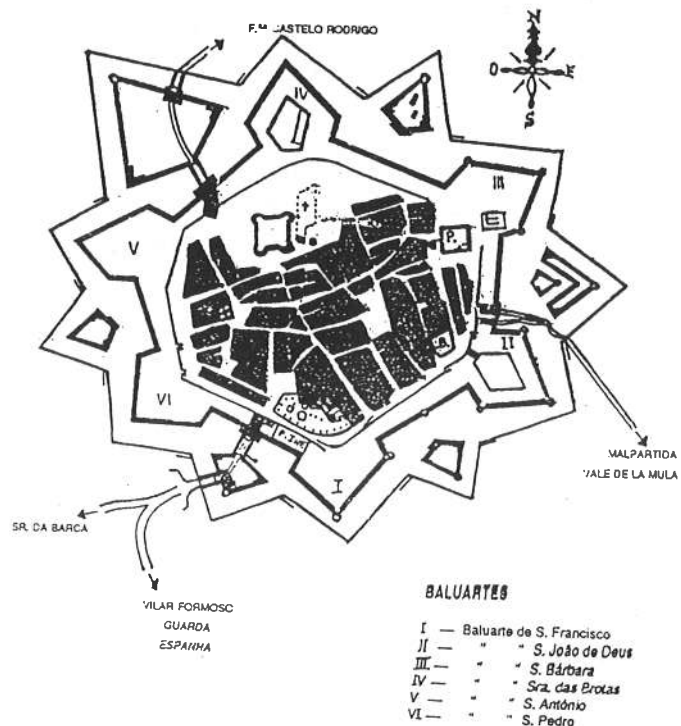 F.M CASTELO RODRIGO
N
O E
S
IV
III
E
P.
V
II
VI
I
MALPARTIDA
VALE DE LA MULA
SR. DA BARCA
VILAR FORMOSO
GUARDA
ESPANHA
BALUARTES
I — Baluarte de S. Francisco
II — " " S. João de Deus
III — " " S. Bárbara
IV — " " Sra. das Brotas
V — " " S. António
VI — " " S. Pedro